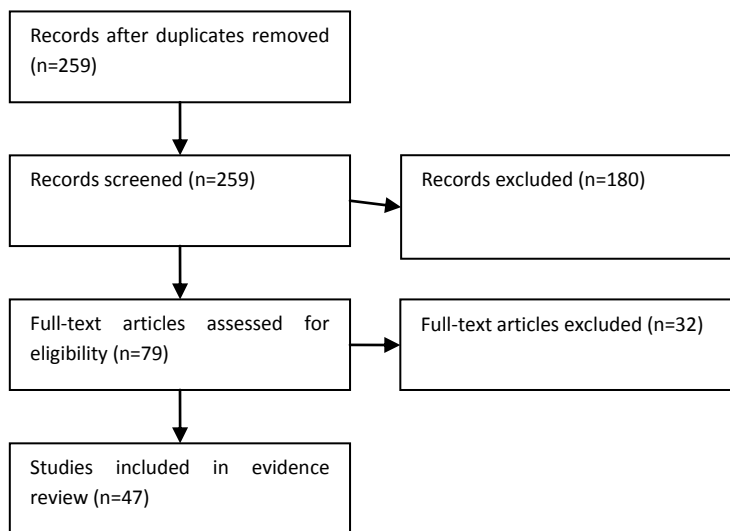 Records after duplicates removed
(n=259)
Records screened (n=259)
Records excluded (n=180)
Full-text articles assessed for
eligibility (n=79)
Full-text articles excluded (n=32)
Studies included in evidence
review (n=47)